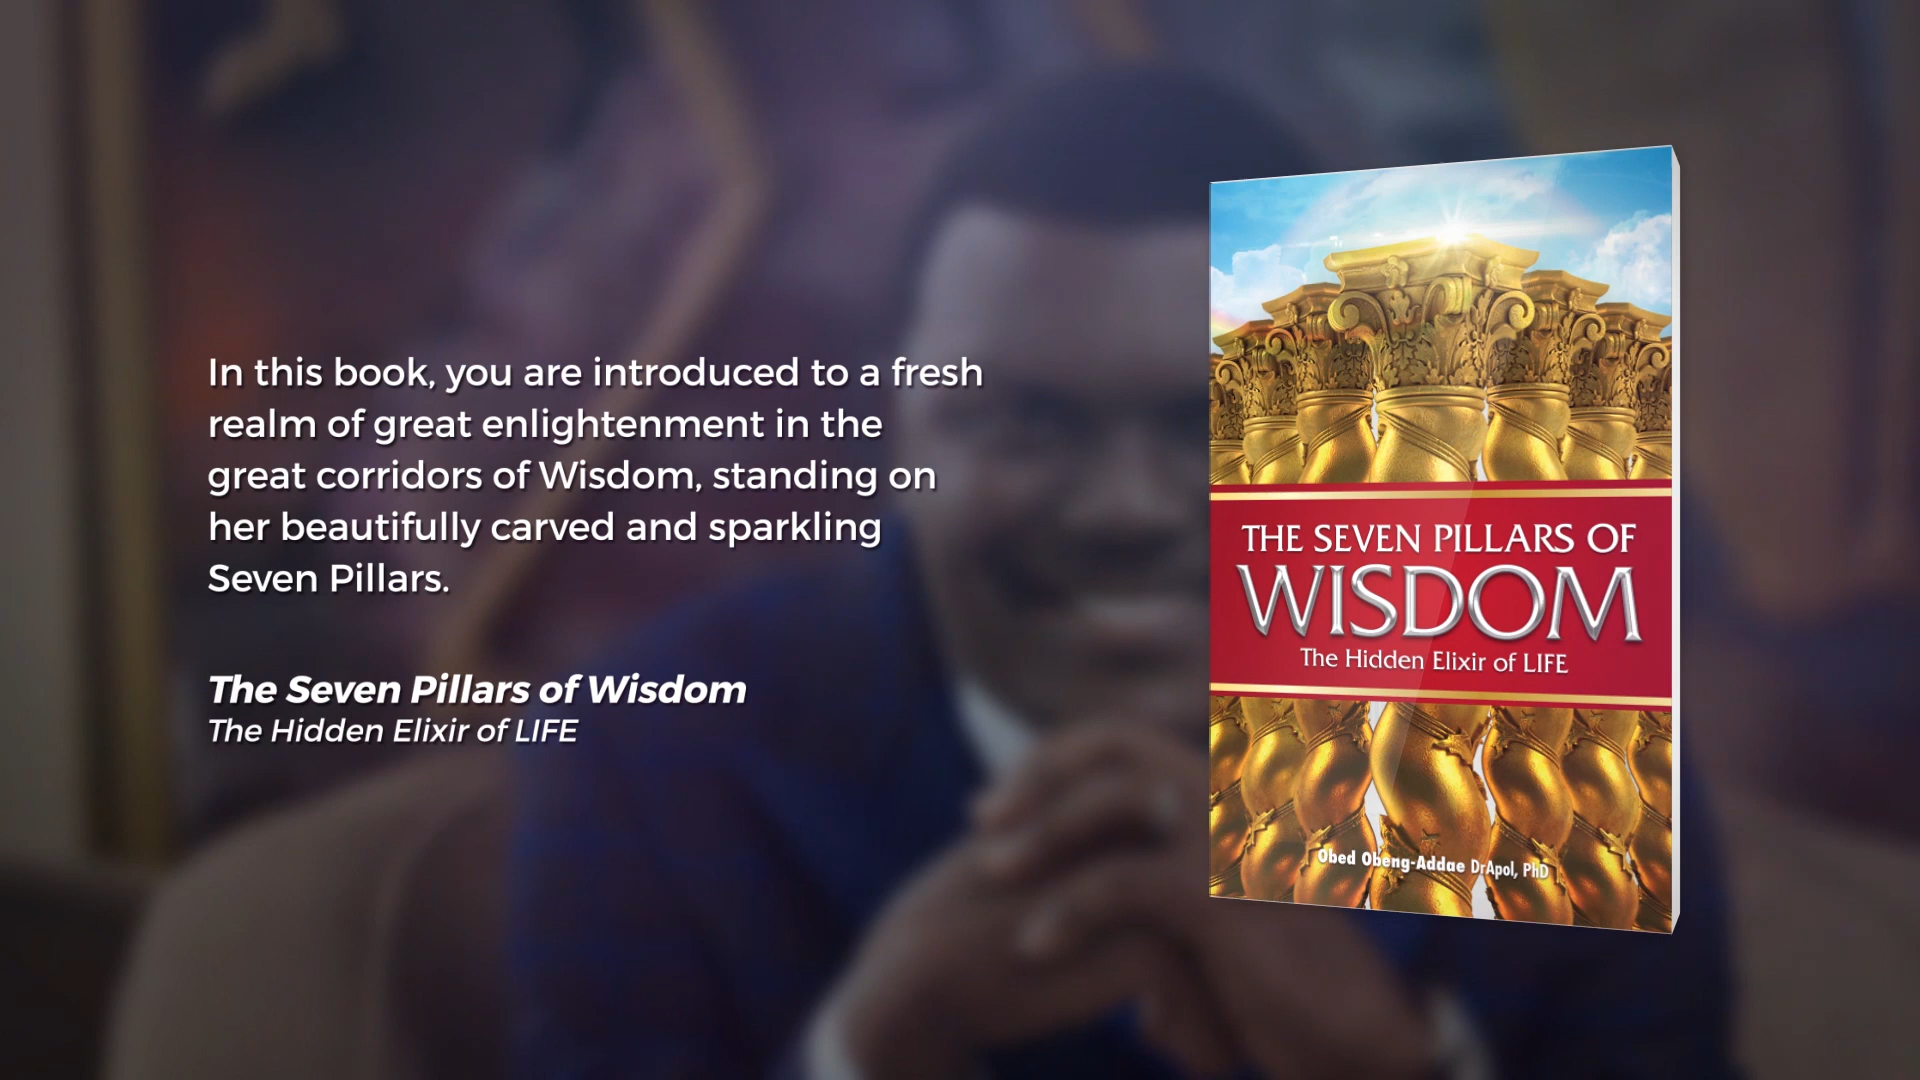 In this book, you are introduced to a fresh
realm of great enlightenment in the
great corridors of Wisdom, standing on
her beautifully carved and sparkling
Seven Pillars.
The Seven Pillars of Wisdom
The Hidden Elixir of LIFE
THE SEVEN PILLARS OF
WISDOM
The Hidden Elixir of LIFE
Obed Obeng-Addae DrApol, PhD